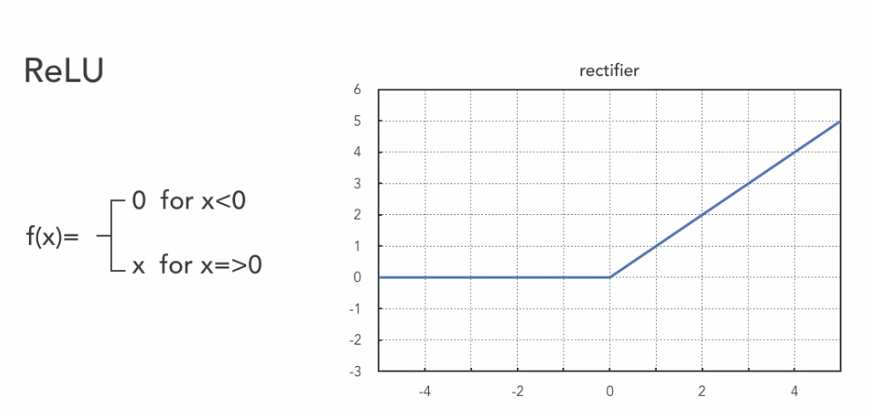 ReLU
f(x)=
0 for x<0
x for x=>0
rectifier
6
5
4
3
2
1
0
-1
-2
-3
-4 -2 0 2 4